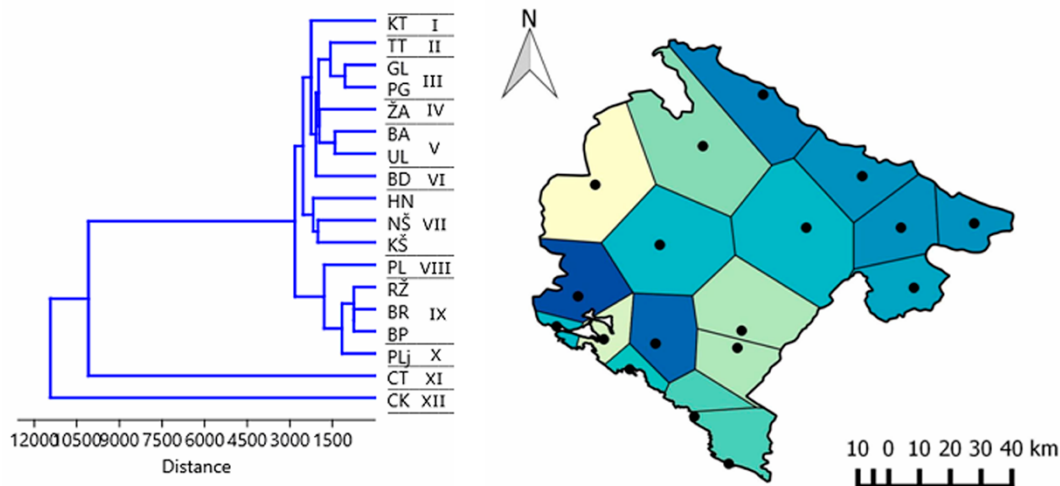 KT I
TT II
GL
PG
III
ŽA IV
BA
UL
V
BD VI
HN
NŠ VII
KŠ
PL VIII
RŽ
BR
BP
IX
PLj X
CT XI
CK XII
12000 10500 9000 7500 6000 4500 3000 1500
Distance
N
10 0 10 20 30 40 km